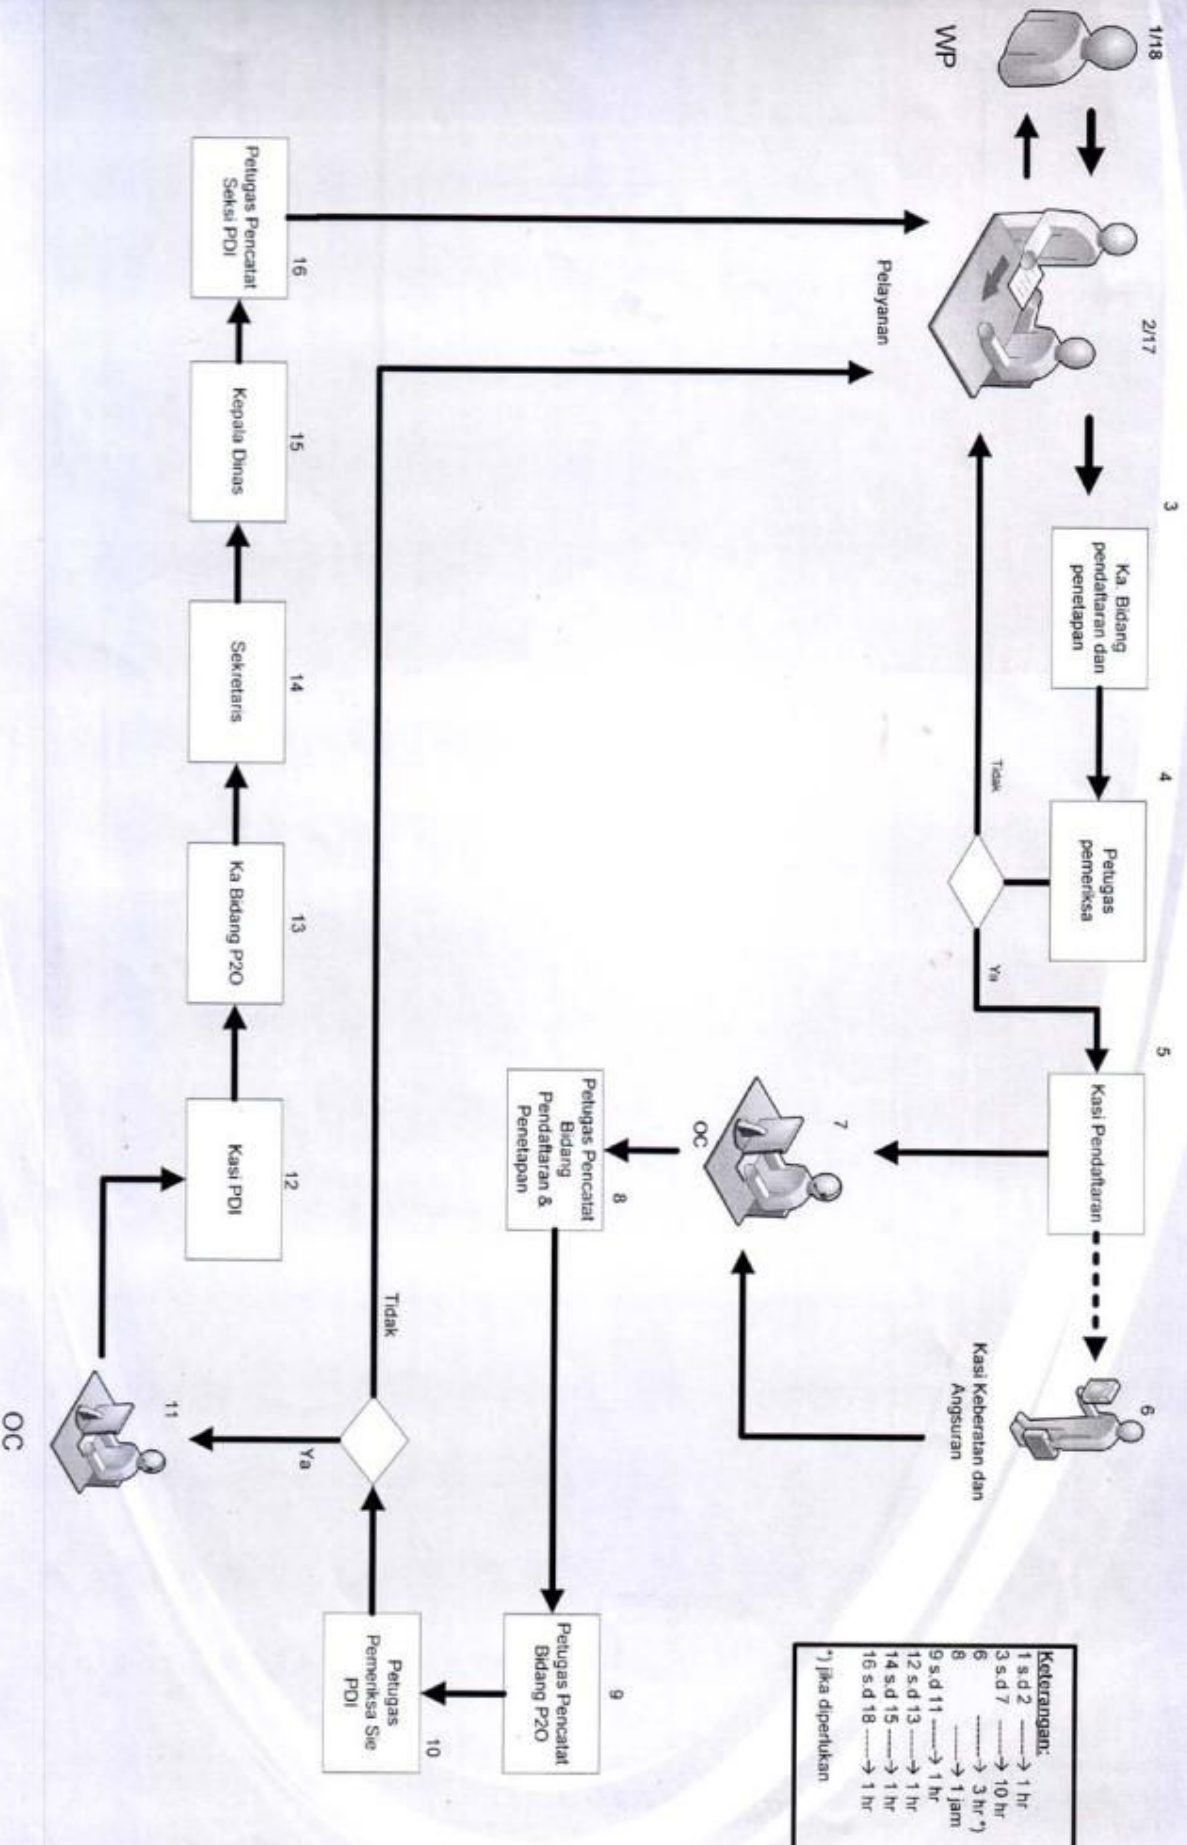 1/18
WP
2/17
Pelayanan
3
Ka. Bidang
pendaftaran dan
penetapan
4
Petugas
pemeriksa
Tidak
Ya
5
Kasi Pendaftaran
6
Kasi Keberatan dan
Angsuran
7
OC
8
Petugas Pencatat
Bidang
Pendaftaran &
Penetapan
9
Petugas Pencatat
Bidang P2O
10
Petugas
Pemeriksa Sie
PDI
Tidak
Ya
11
OC
12
Kasi PDI
13
Ka Bidang P2O
14
Sekretaris
15
Kepala Dinas
16
Petugas Pencatat
Seksi PDI
Keterangan:
1 s.d 2 -------→ 1 hr
3 s.d 7 -------→ 10 hr
6 -------→ 3 hr *)
8 -------→ 1 jam
9 s.d 11 ------→ 1 hr
12 s.d 13 -----→ 1 hr
14 s.d 15 -----→ 1 hr
16 s.d 18 -----→ 1 hr
*) jika diperlukan